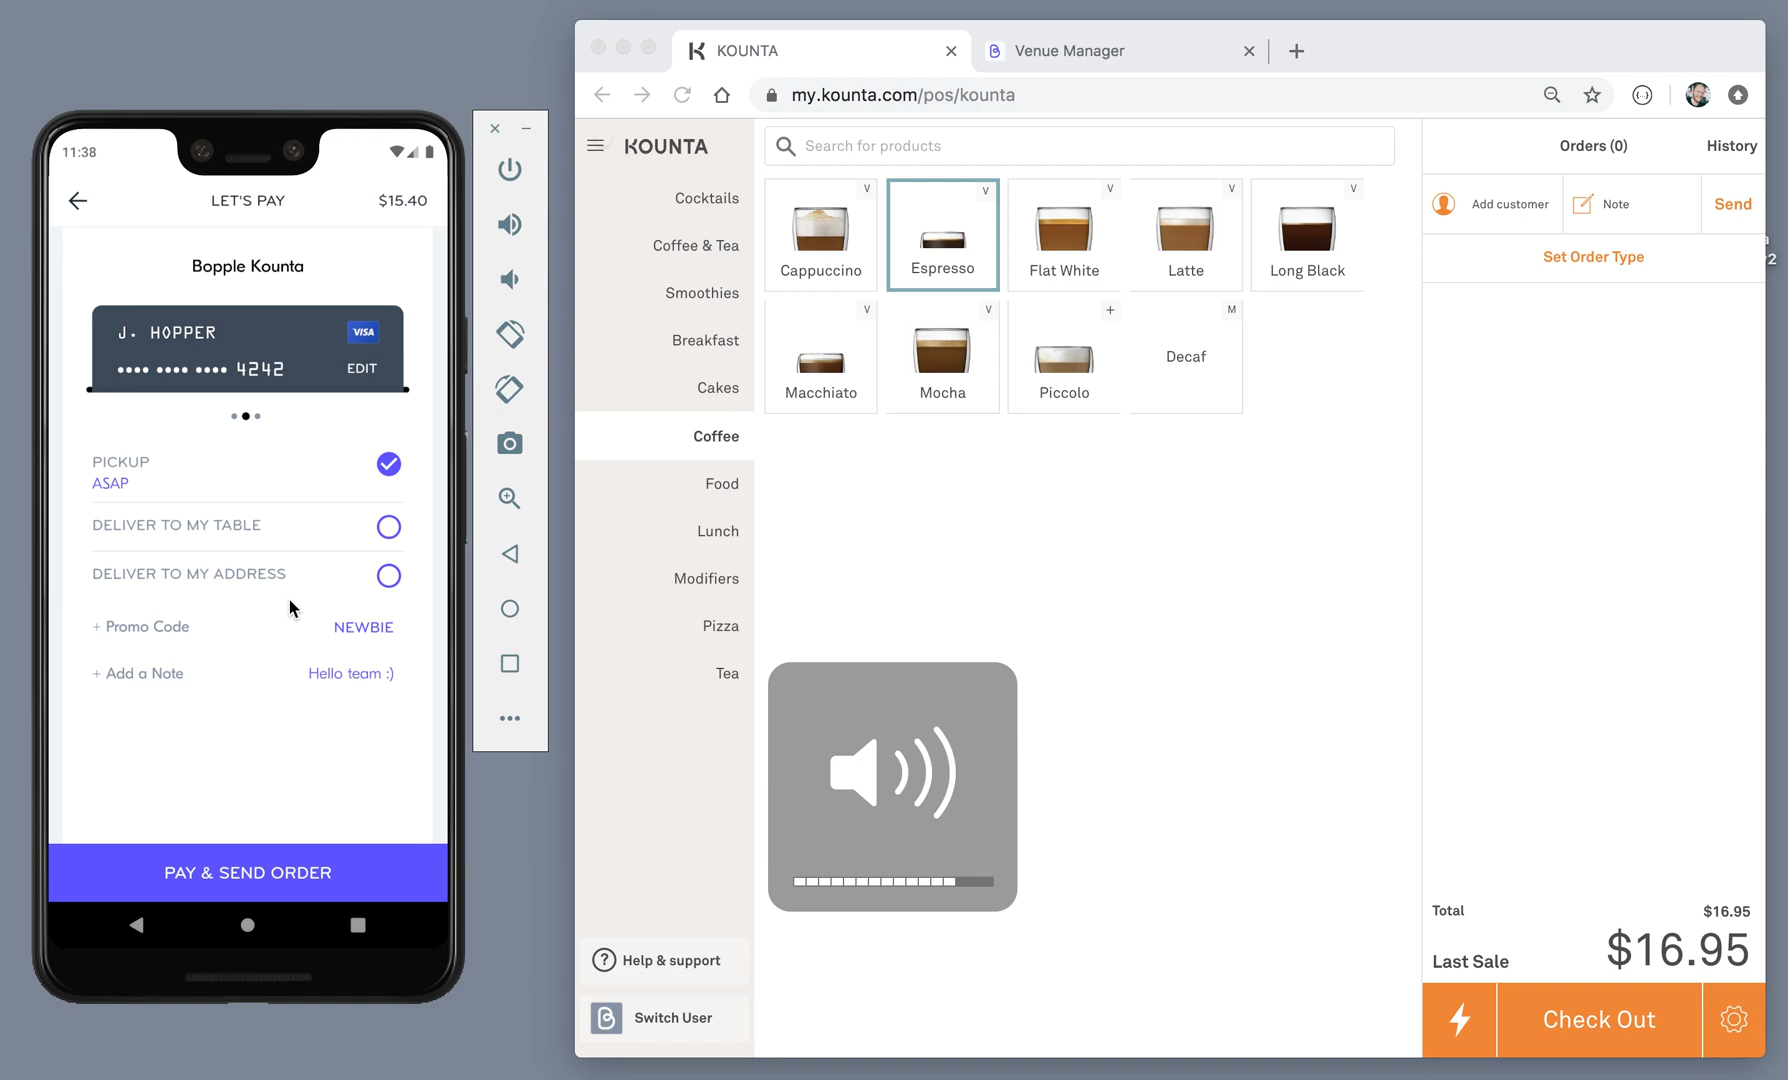 11:38
LET'S PAY
$15.40
Bopple Kounta
J. HOPPER
VISA
•••• •••• •••• 4242
EDIT
PICKUP
ASAP
DELIVER TO MY TABLE
DELIVER TO MY ADDRESS
+ Promo Code
NEWBIE
+ Add a Note
Hello team :)
PAY & SEND ORDER
KOUNTA
Venue Manager
my.kounta.com/pos/kounta
KOUNTA
Search for products
Orders (0)
History
Cocktails
Coffee & Tea
Smoothies
Breakfast
Cakes
Coffee
Food
Lunch
Modifiers
Pizza
Tea
Help & support
Switch User
V
Cappuccino
V
Espresso
V
Flat White
V
Latte
V
Long Black
V
Macchiato
V
Mocha
+
Piccolo
M
Decaf
Add customer
Note
Send
Set Order Type
Total
$16.95
Last Sale
$16.95
Check Out